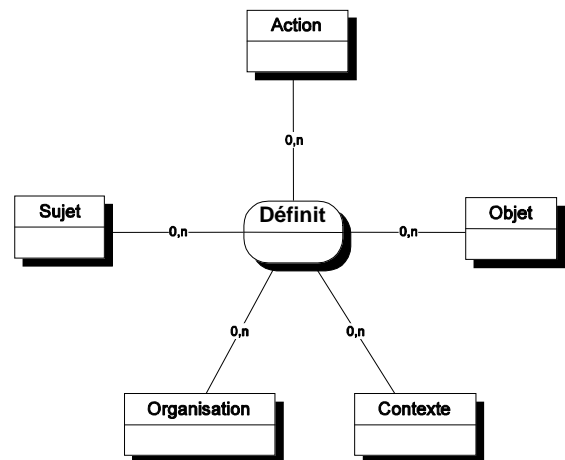 Action
0,n
Sujet
0,n
Définit
0,n
Objet
0,n
0,n
Organisation
Contexte